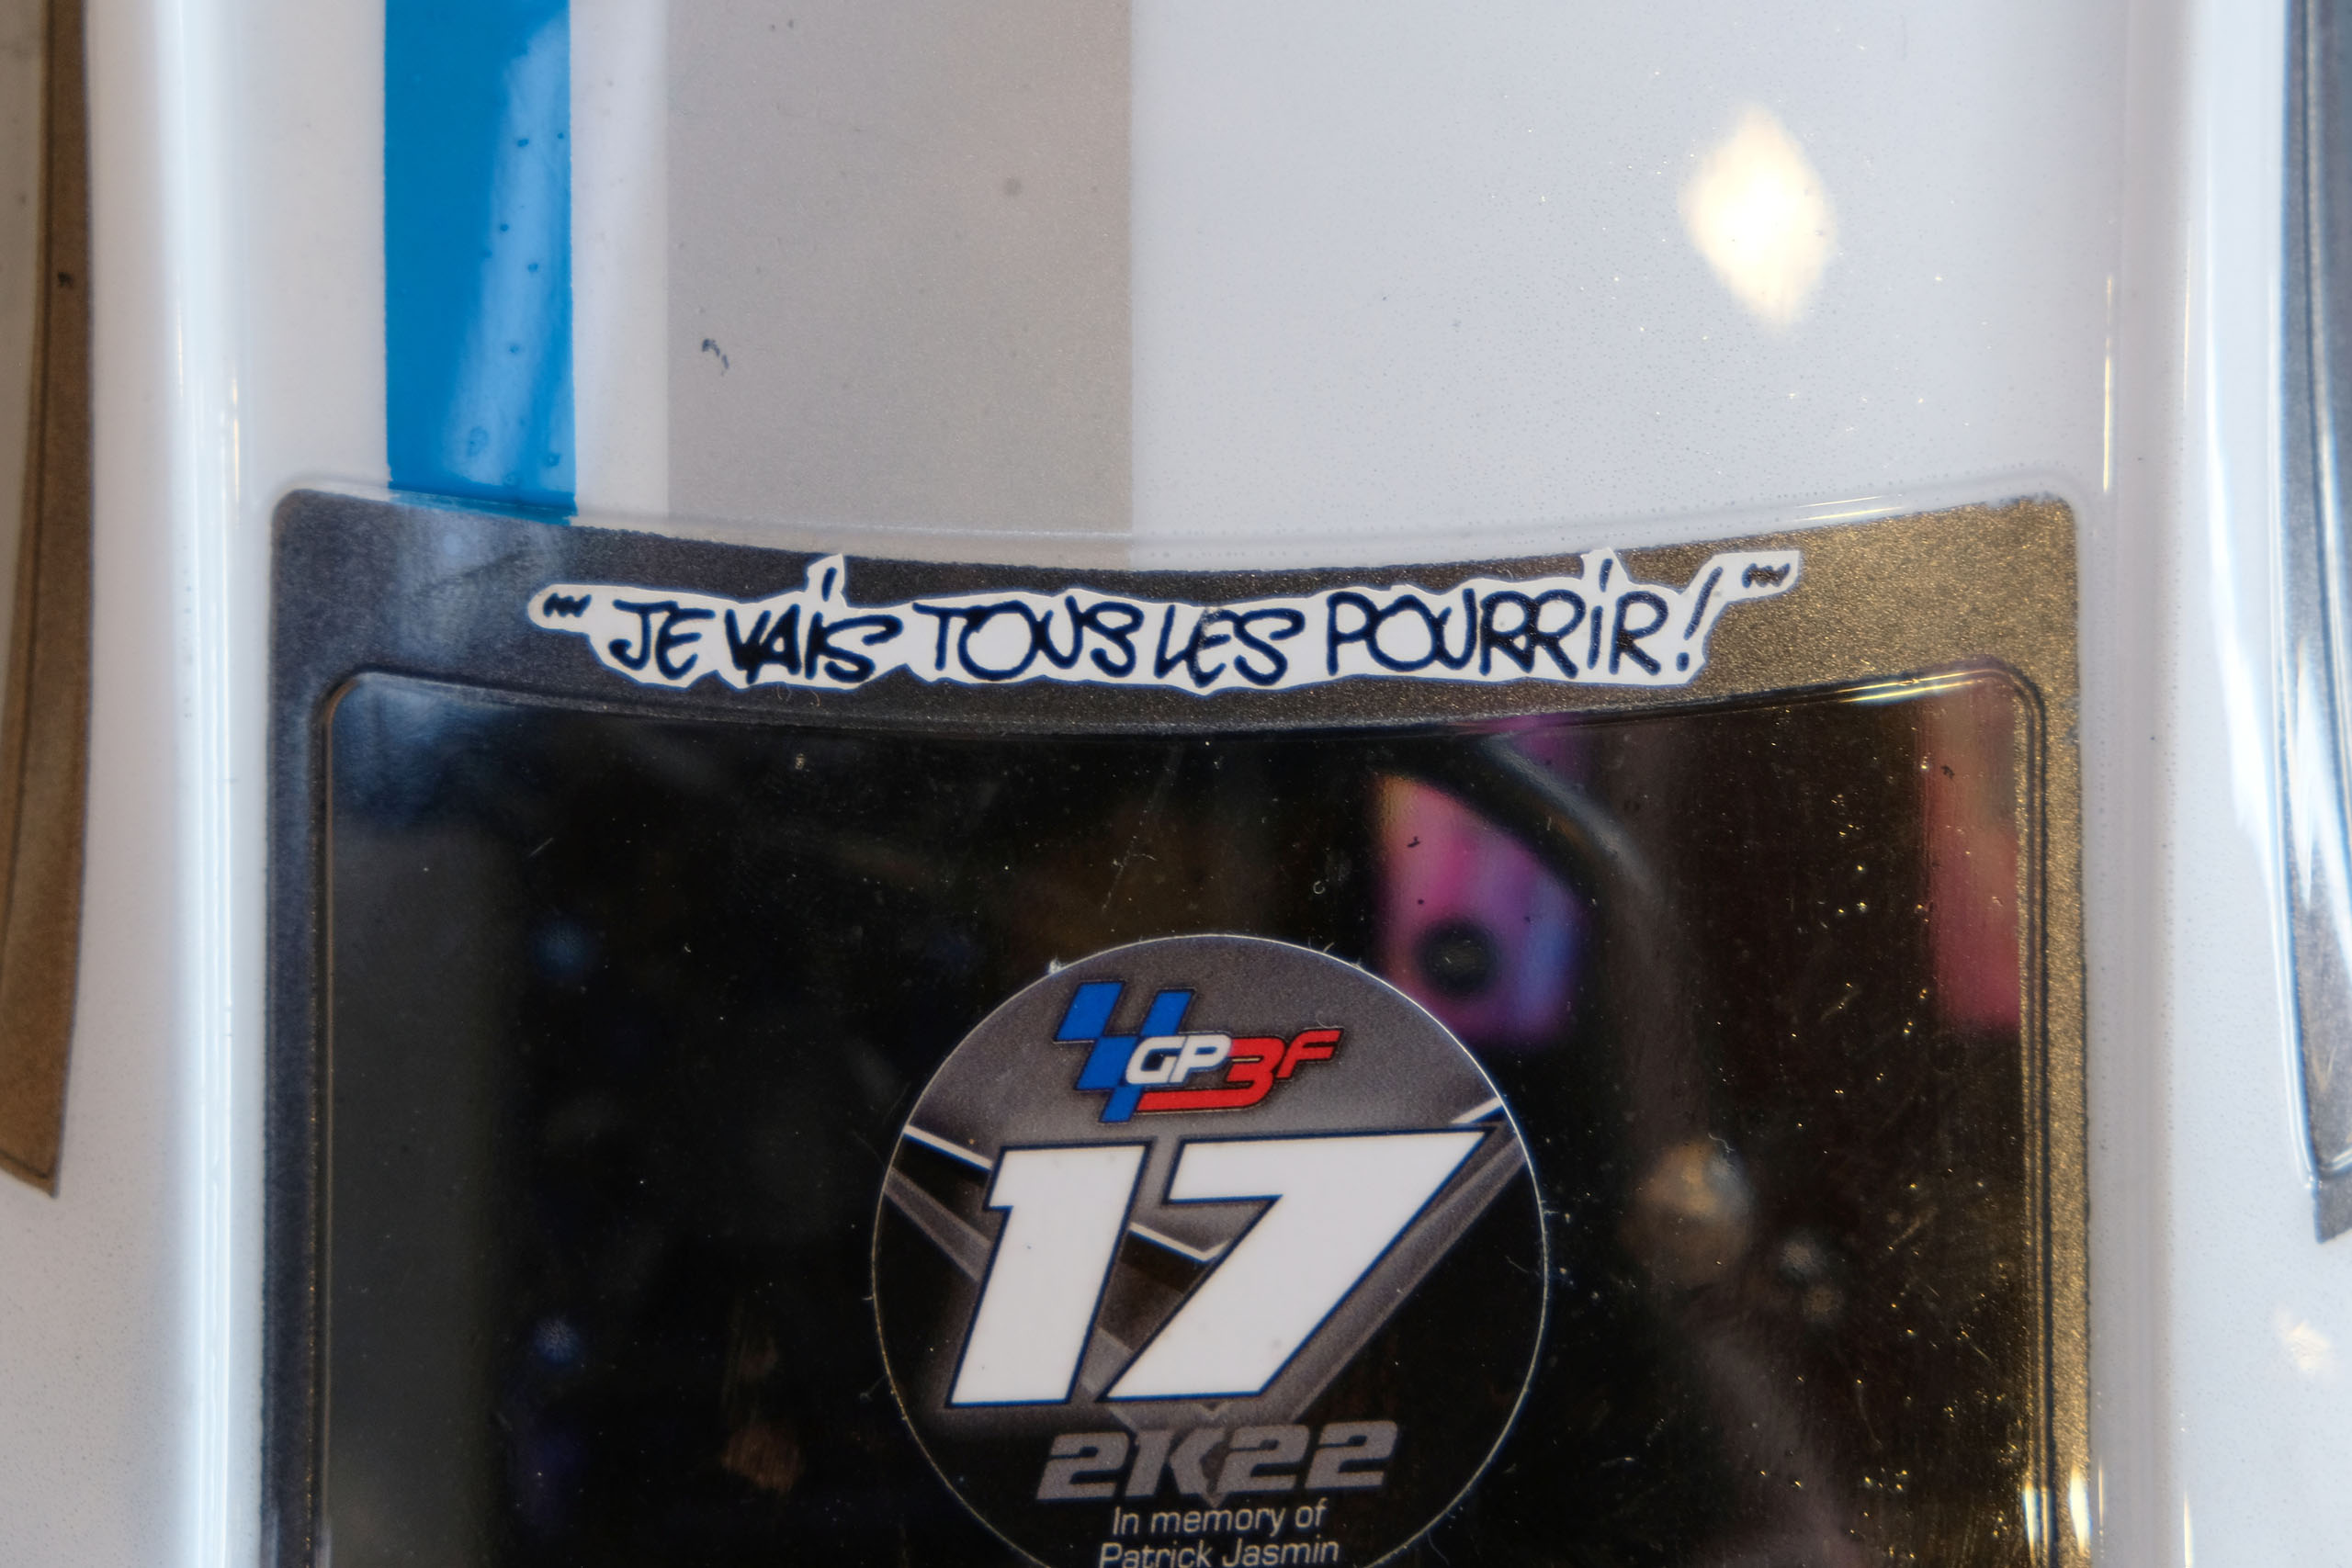 "JE VAIS TOUS LES POURRIR!"
GP3F
17
2K22
In memory of
Patrick Jasmin